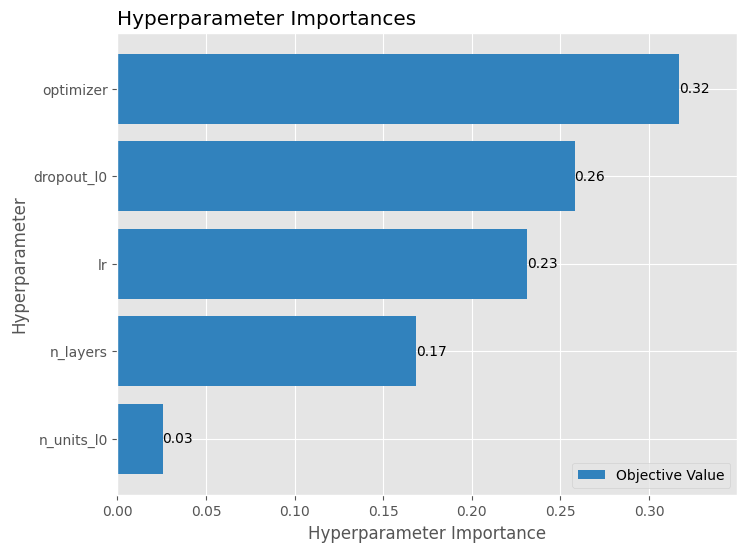 Hyperparameter Importances
Hyperparameter
optimizer
0.32
dropout_l0
0.26
lr
0.23
n_layers
0.17
n_units_l0
0.03
Objective Value
0.00 0.05 0.10 0.15 0.20 0.25 0.30
Hyperparameter Importance